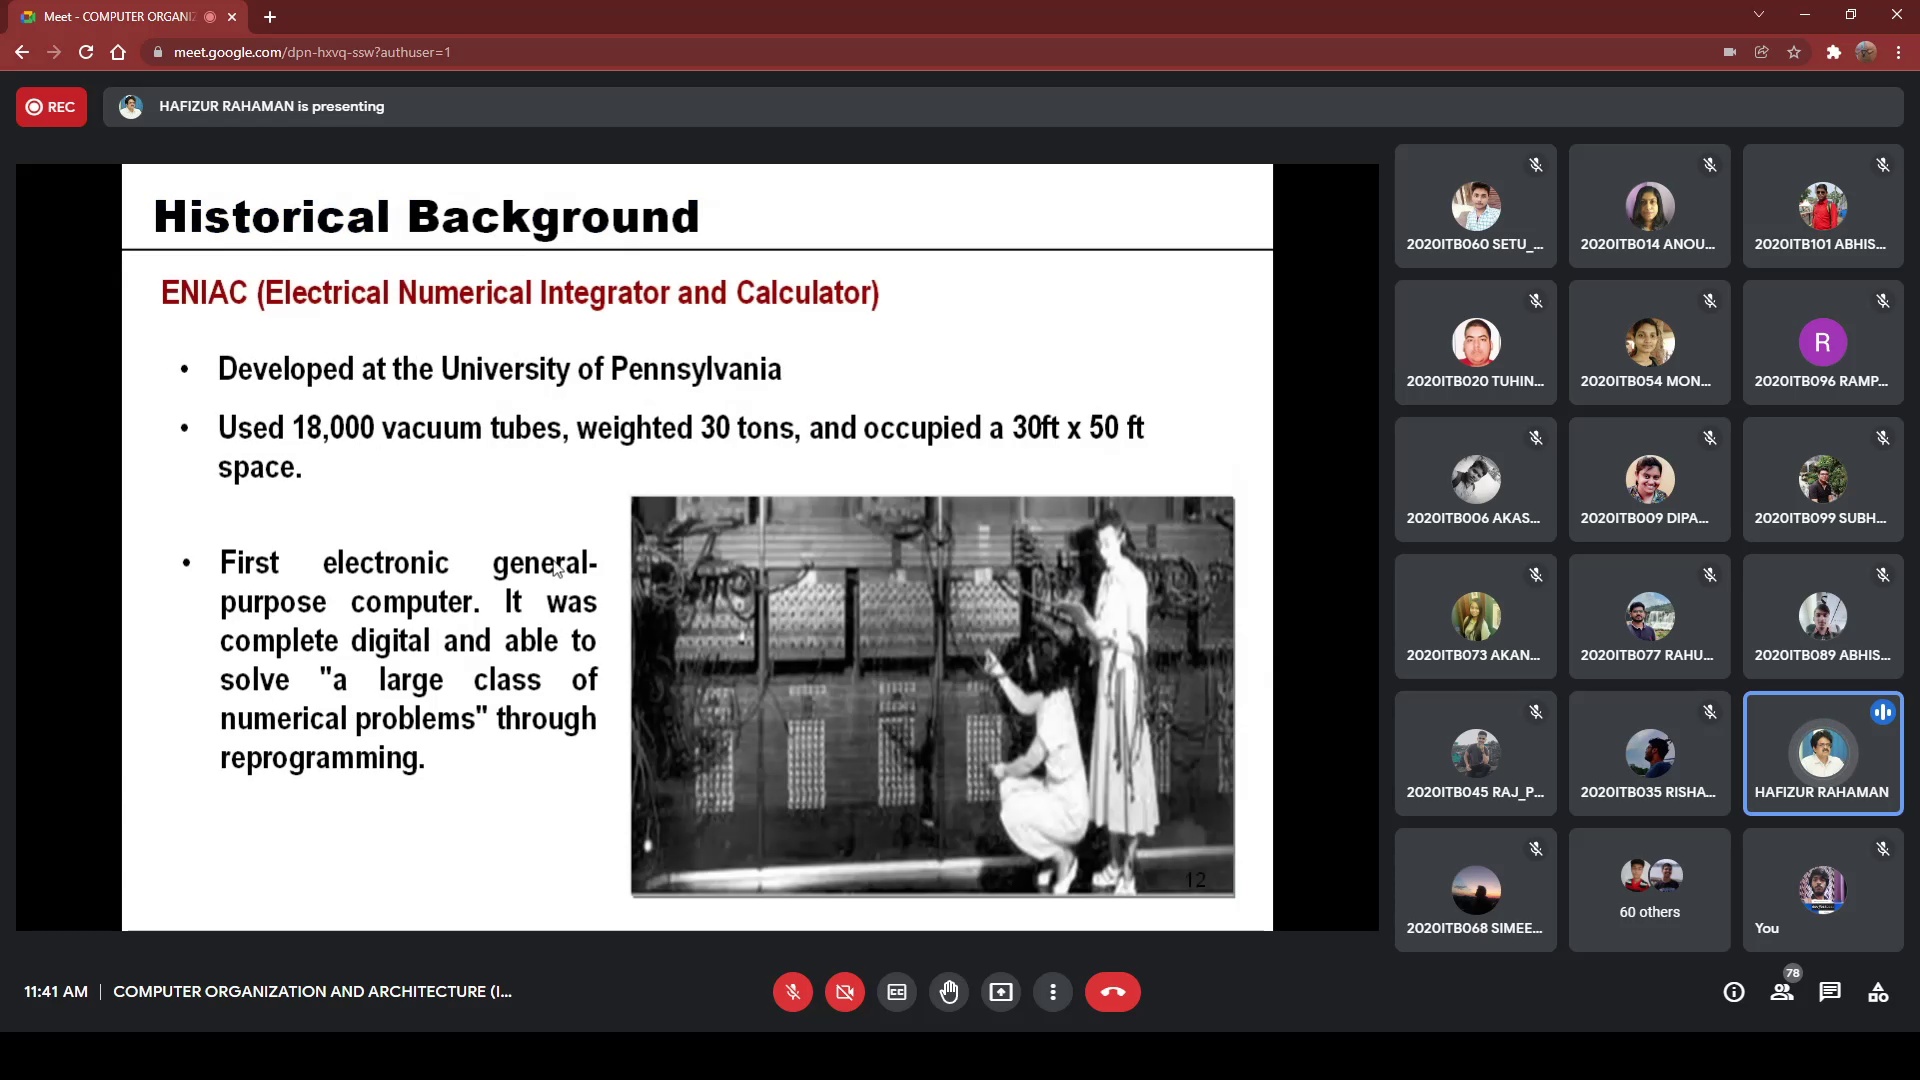 Meet - COMPUTER ORGANIZ
meet.google.com/dpn-hxvq-ssw?authuser=1
REC
HAFIZUR RAHAMAN is presenting
Historical Background
ENIAC (Electrical Numerical Integrator and Calculator)
• Developed at the University of Pennsylvania
• Used 18,000 vacuum tubes, weighted 30 tons, and occupied a 30ft x 50 ft
space.
• First electronic general-
purpose computer. It was
complete digital and able to
solve "a large class of
numerical problems" through
reprogramming.
12
2020ITB060 SETU_...
2020ITB014 ANOU...
2020ITB101 ABHIS...
2020ITB020 TUHIN...
2020ITB054 MON...
R
2020ITB096 RAMP...
2020ITB006 AKAS...
2020ITB009 DIPA...
2020ITB099 SUBH...
2020ITB073 AKAN...
2020ITB077 RAHU...
2020ITB089 ABHIS...
2020ITB045 RAJ_P...
2020ITB035 RISHA...
HAFIZUR RAHAMAN
2020ITB068 SIMEE...
60 others
You
11:41 AM | COMPUTER ORGANIZATION AND ARCHITECTURE (I...
78